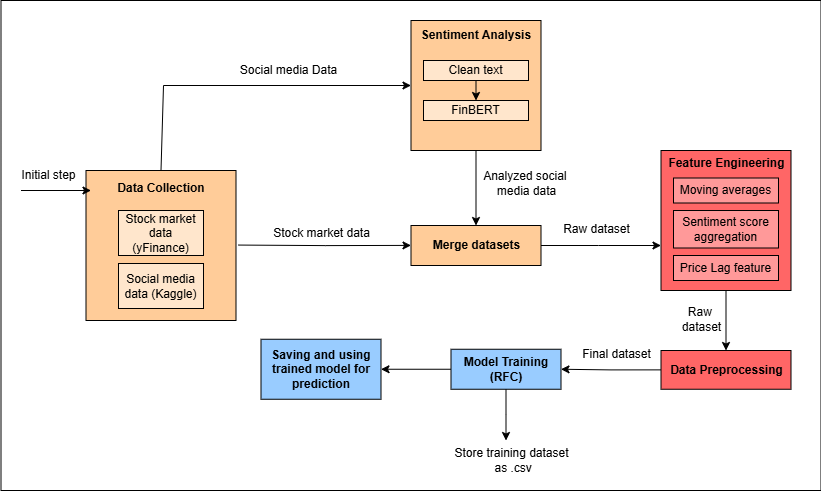 Sentiment Analysis
Clean text
FinBERT
Social media Data
Initial step
Data Collection
Stock market
data
(yFinance)
Social media
data (Kaggle)
Analyzed social
media data
Stock market data
Merge datasets
Raw dataset
Feature Engineering
Moving averages
Sentiment score
aggregation
Price Lag feature
Raw
dataset
Data Preprocessing
Final dataset
Model Training
(RFC)
Saving and using
trained model for
prediction
Store training dataset
as .csv